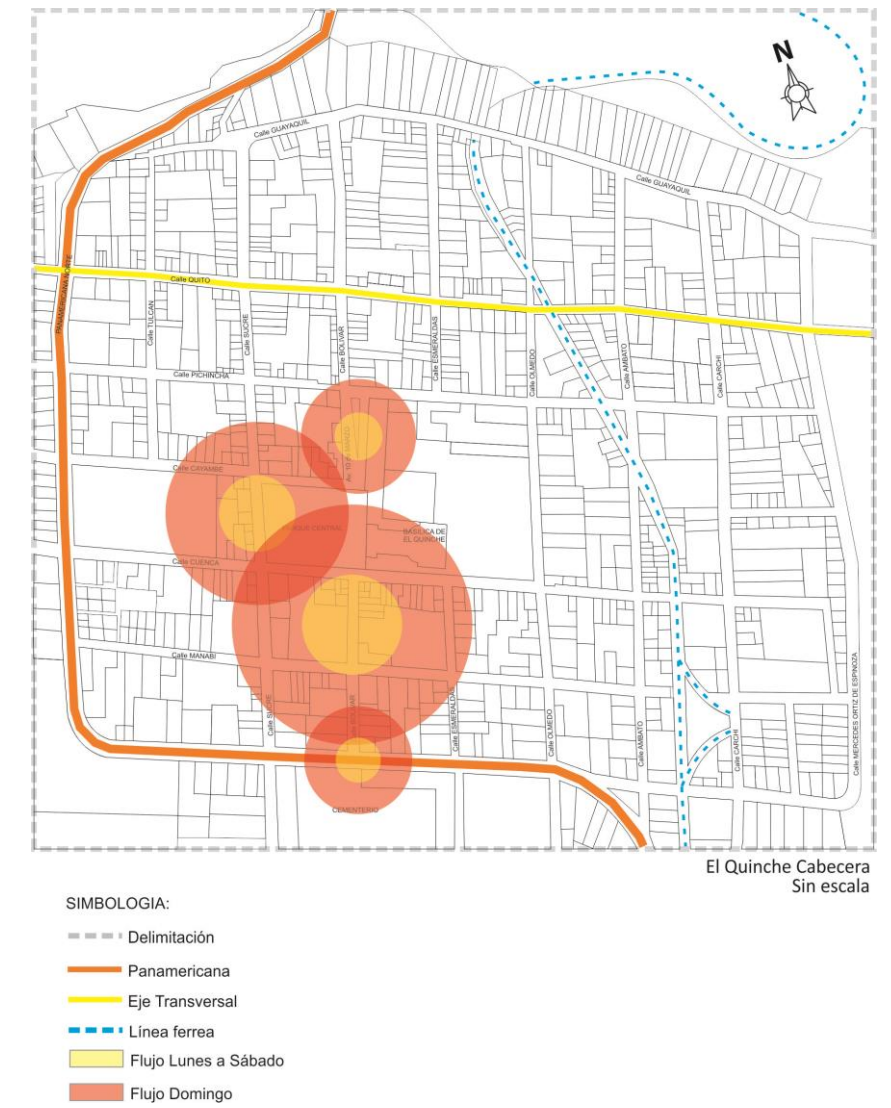 N
Calle GUAYAQUIL
Calle GUAYAQUIL
PANAMERICANA NORTE
Calle QUITO
Calle TULCAN
Calle SUCRE
Calle BOLIVAR
Calle ESMERALDAS
Calle OLMEDO
Calle AMBATO
Calle CARCHI
Calle PICHINCHA
Calle CAYAMBE
CENTRAL
BASILICA DE
EL QUINCHE
Calle CUENCA
Calle MANABI
Calle SUCRE
BOLIVAR
Calle ESMERALDAS
Calle OLMEDO
Calle AMBATO
Calle CARCHI
Calle MERCEDES ORTIZ DE ESPINOZA
CEMENTERIO
El Quinche Cabecera
Sin escala
SIMBOLOGIA:
Delimitación
Panamericana
Eje Transversal
Línea ferrea
Flujo Lunes a Sábado
Flujo Domingo